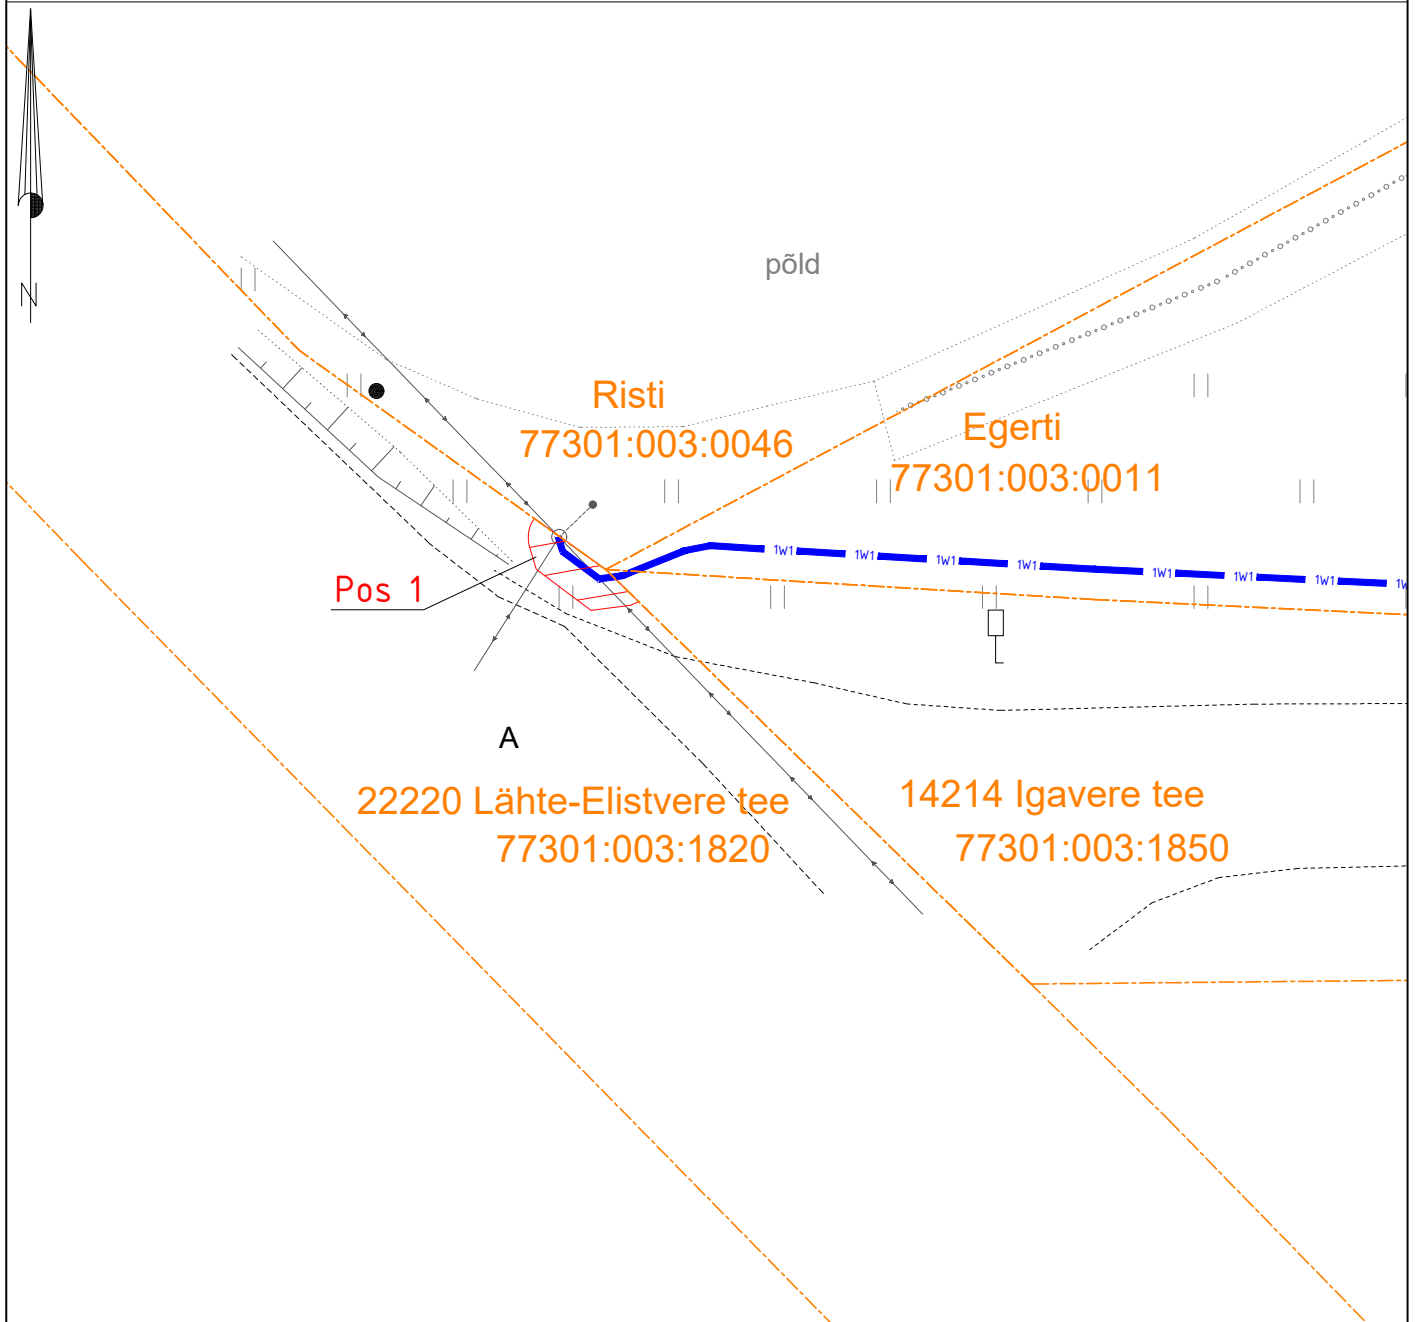 N
põld
Risti
77301:003:0046
Egerti
77301:003:0011
1W1 1W1 1W1 1W1 1W1 1W1 1W1
Pos 1
A
22220 Lähte-Elistvere tee
77301:003:1820
14214 Igavere tee
77301:003:1850